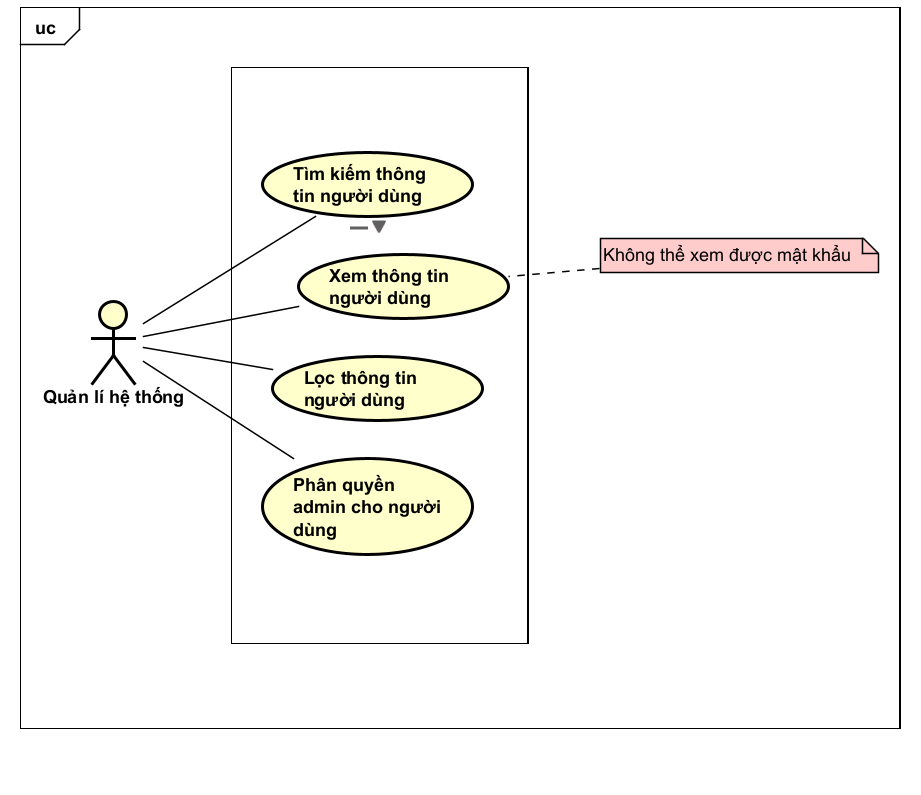 uc
Tìm kiếm thông
tin người dùng
Xem thông tin
người dùng
Không thể xem được mật khẩu
Lọc thông tin
người dùng
Quản lí hệ thống
Phân quyền
admin cho người
dùng